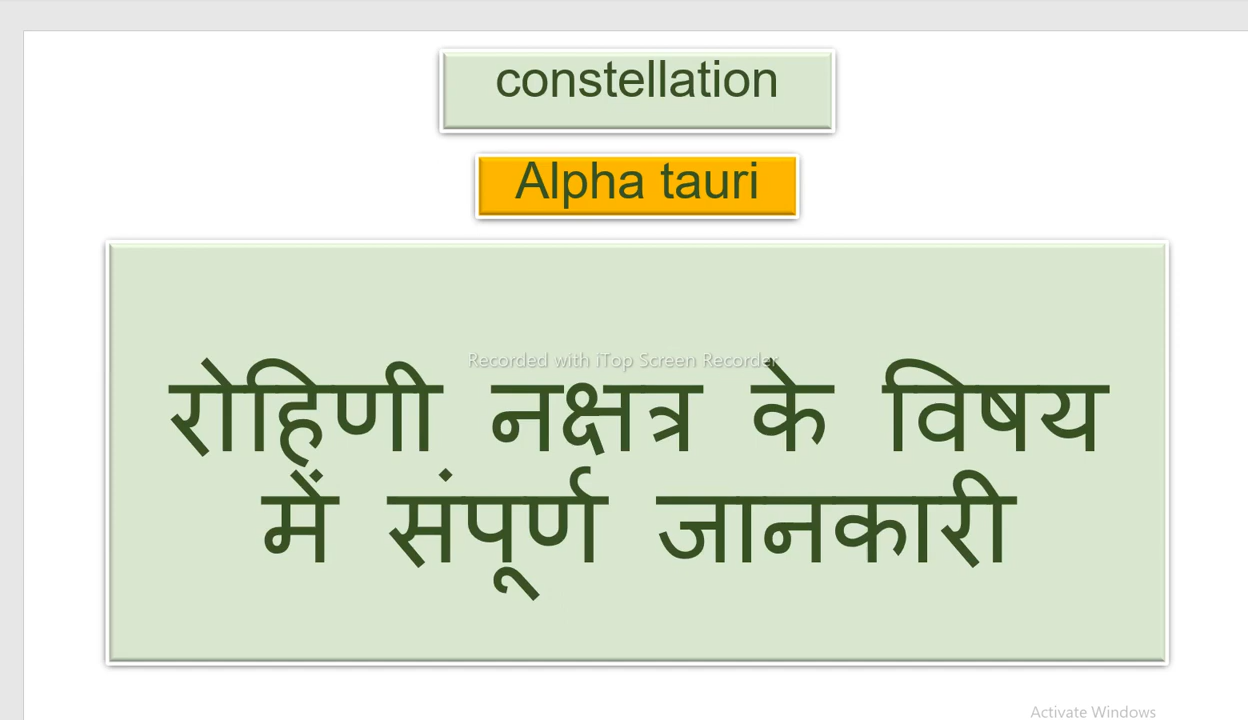 constellation
Alpha tauri
Recorded with iTop Screen Recorder
रोहिणी नक्षत्र के विषय
में संपूर्ण जानकारी
Activate Windows